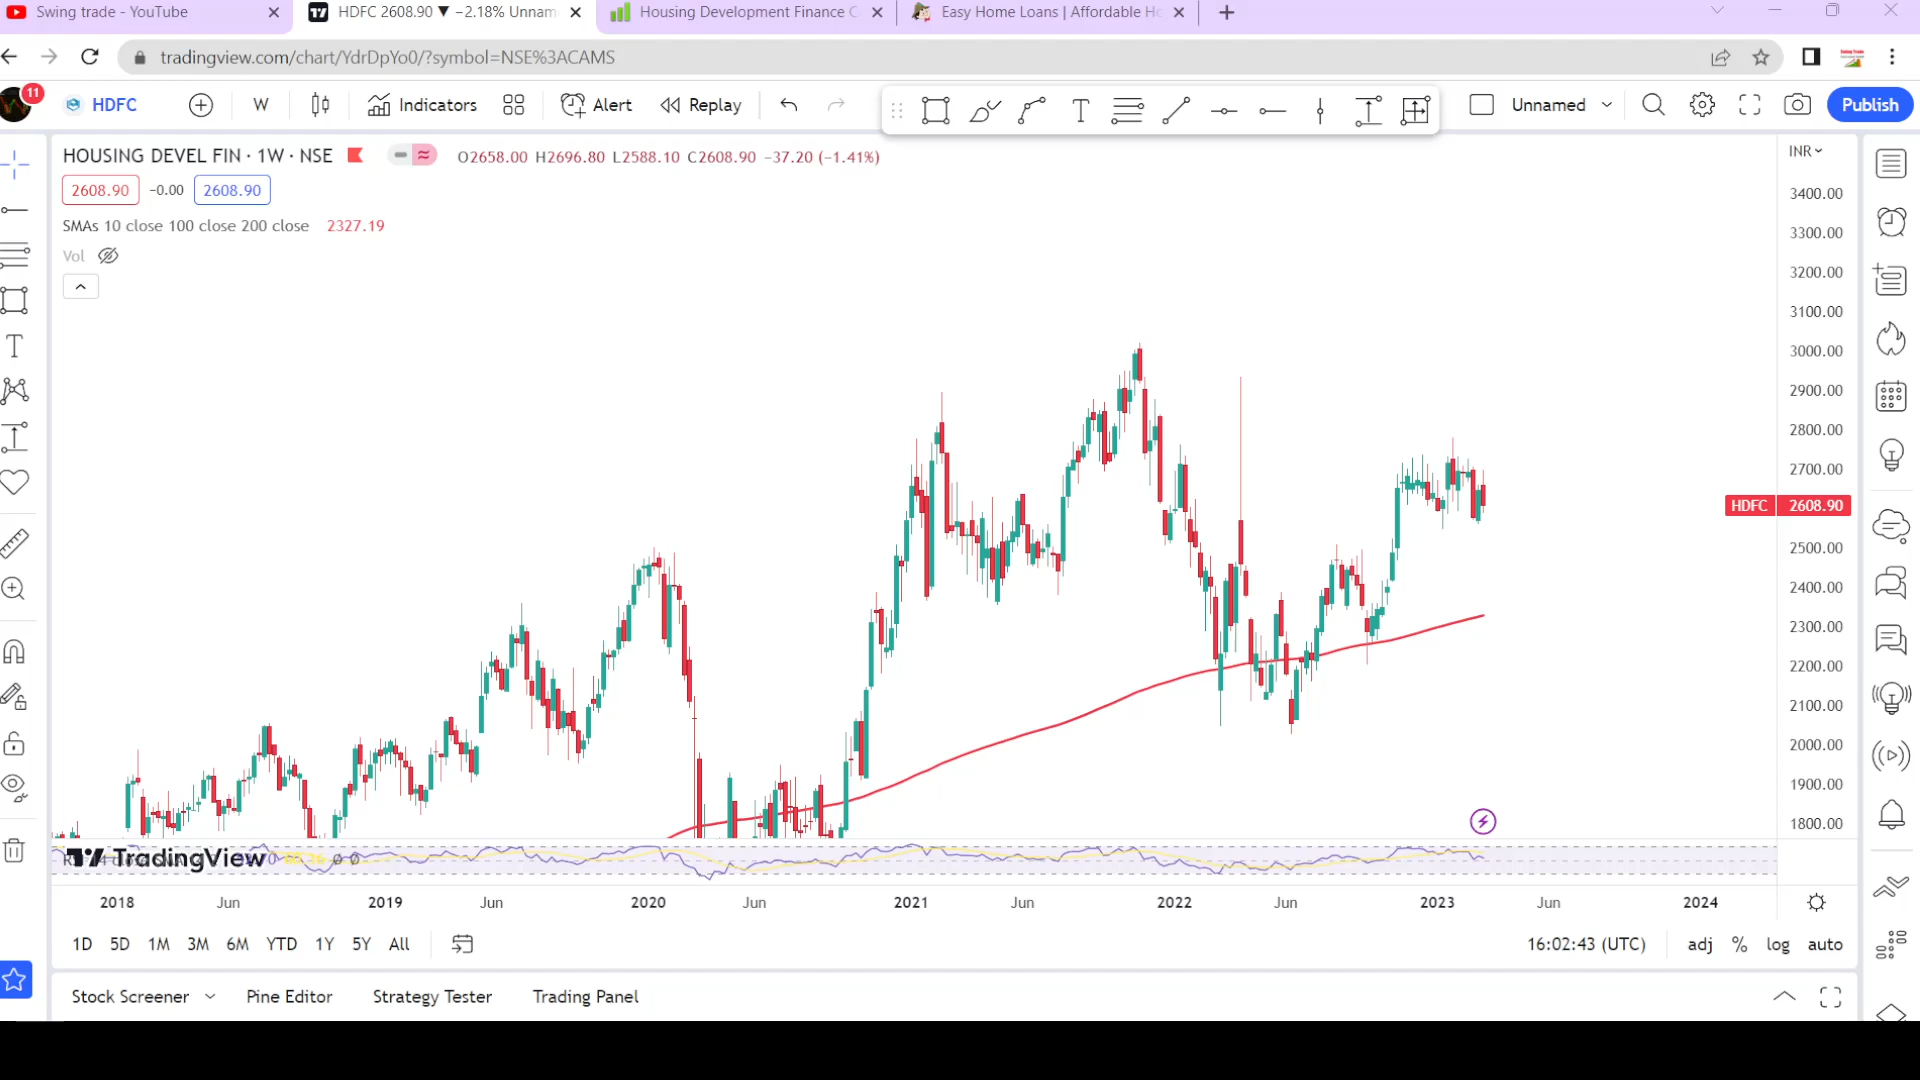 Swing trade - YouTube
HDFC 2608.90 ▼ −2.18% Unnam
Housing Development Finance C
Easy Home Loans | Affordable Ho
tradingview.com/chart/YdrDpYo0/?symbol=NSE%3ACAMS
11
HDFC
W
Indicators
Alert
Replay
T
Unnamed
Publish
HOUSING DEVEL FIN · 1W · NSE
O2658.00 H2696.80 L2588.10 C2608.90 −37.20 (−1.41%)
INR
2608.90
−0.00
2608.90
SMAs 10 close 100 close 200 close 2327.19
Vol
3400.00
3300.00
3200.00
3100.00
3000.00
2900.00
2800.00
2700.00
HDFC 2608.90
2500.00
2400.00
2300.00
2200.00
2100.00
2000.00
1900.00
1800.00
TradingView
2018 Jun 2019 Jun 2020 Jun 2021 Jun 2022 Jun 2023 Jun 2024
1D 5D 1M 3M 6M YTD 1Y 5Y All
16:02:43 (UTC) adj % log auto
Stock Screener Pine Editor Strategy Tester Trading Panel